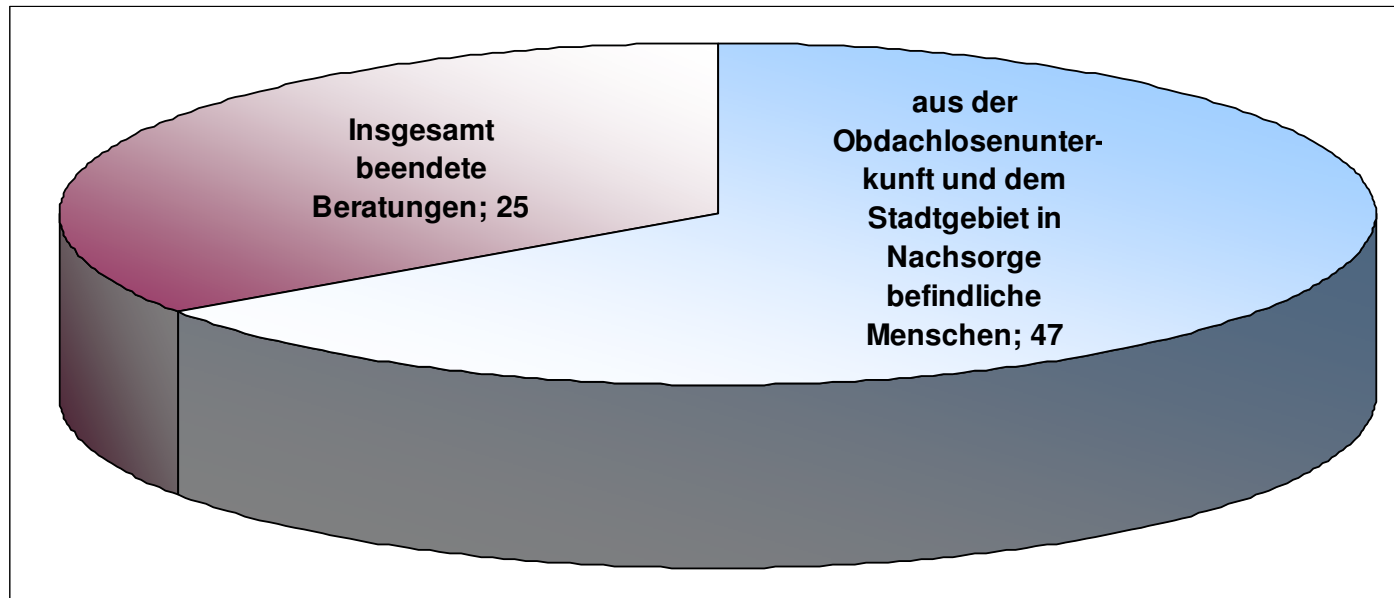 Insgesamt
beendete
Beratungen; 25
aus der
Obdachlosenunter-
kunft und dem
Stadtgebiet in
Nachsorge
befindliche
Menschen; 47